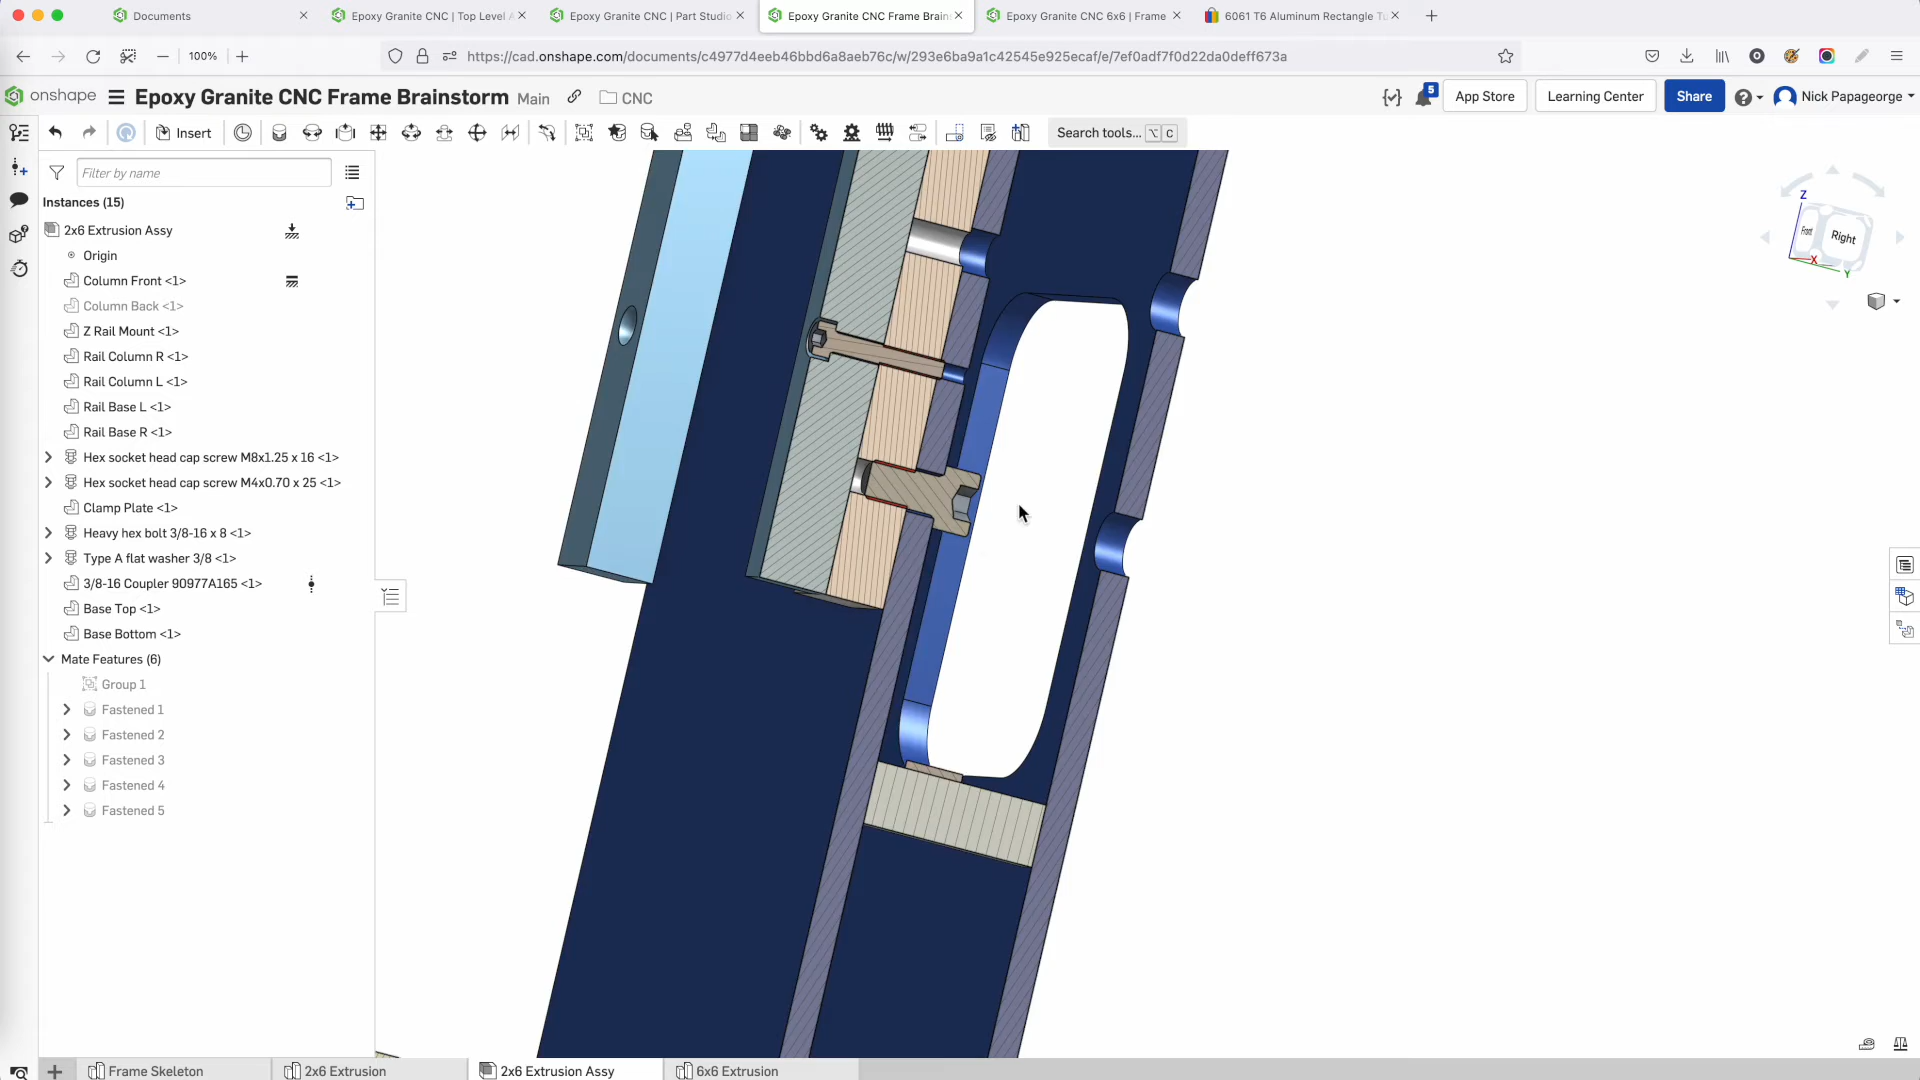 Documents
Epoxy Granite CNC | Top Level A
Epoxy Granite CNC | Part Studio
Epoxy Granite CNC Frame Brain
Epoxy Granite CNC 6x6 | Frame
6061 T6 Aluminum Rectangle Tu
100%
https://cad.onshape.com/documents/c4977d4eeb46bbd6a8aeb76c/w/293e6ba9a1c42545e925ecaf/e/7ef0adf7f0d22da0deff673a
onshape
Epoxy Granite CNC Frame Brainstorm Main
CNC
5
App Store
Learning Center
Share
Nick Papageorge
Insert
Search tools... ⌥ C
Filter by name
Instances (15)
2x6 Extrusion Assy
Origin
Column Front <1>
Column Back <1>
Z Rail Mount <1>
Rail Column R <1>
Rail Column L <1>
Rail Base L <1>
Rail Base R <1>
Hex socket head cap screw M8x1.25 x 16 <1>
Hex socket head cap screw M4x0.70 x 25 <1>
Clamp Plate <1>
Heavy hex bolt 3/8-16 x 8 <1>
Type A flat washer 3/8 <1>
3/8-16 Coupler 90977A165 <1>
Base Top <1>
Base Bottom <1>
Mate Features (6)
Group 1
Fastened 1
Fastened 2
Fastened 3
Fastened 4
Fastened 5
Z
Front
Right
X
Y
Frame Skeleton
2x6 Extrusion
2x6 Extrusion Assy
6x6 Extrusion